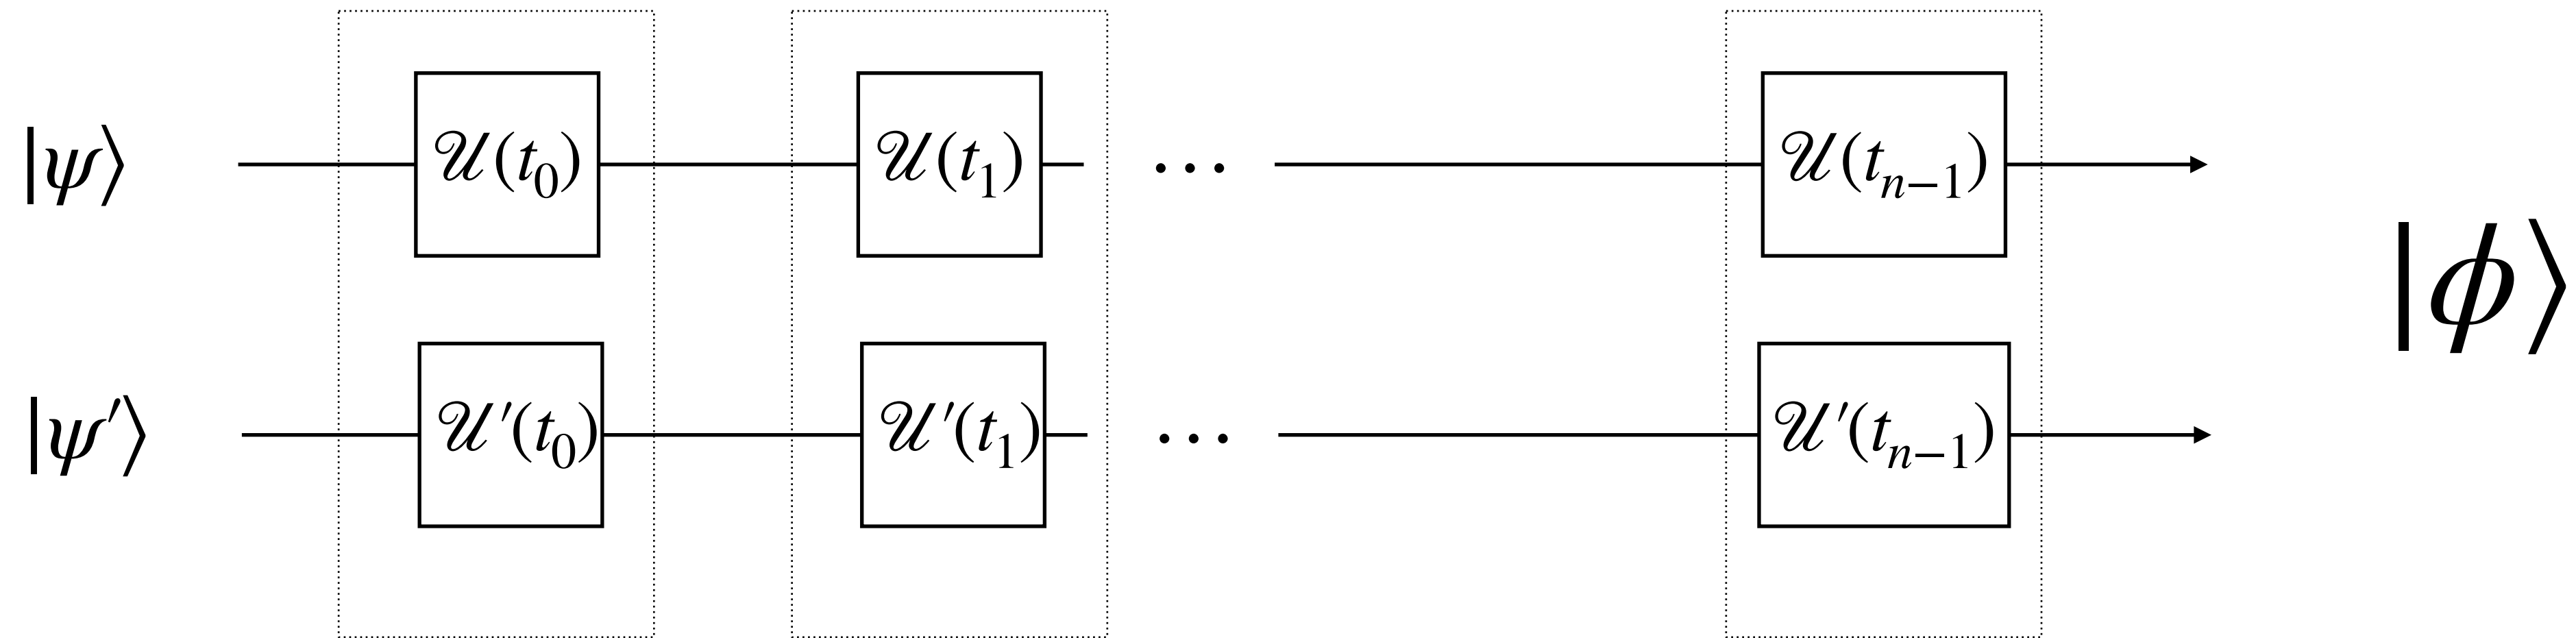 |ψ⟩ 𝒰(t₀) 𝒰(t₁) ... 𝒰(tₙ₋₁)
|ϕ⟩
|ψ′⟩ 𝒰′(t₀) 𝒰′(t₁) ... 𝒰′(tₙ₋₁)